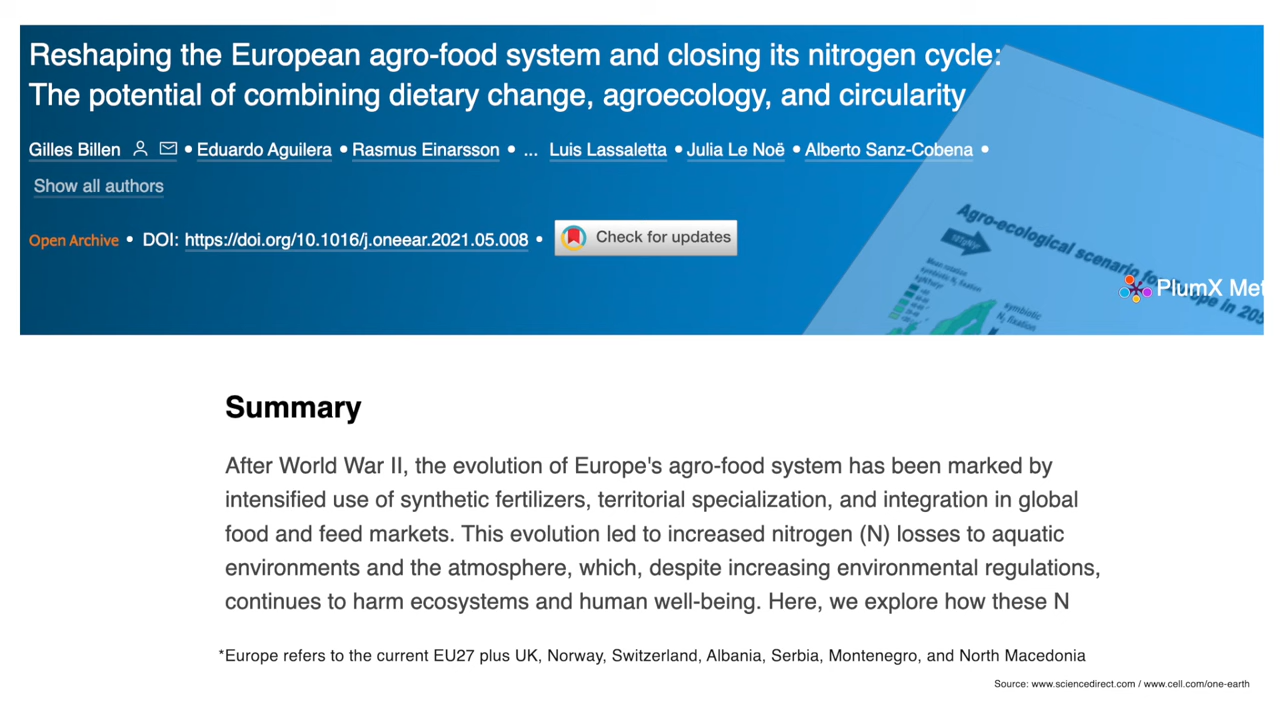 Reshaping the European agro-food system and closing its nitrogen cycle:
The potential of combining dietary change, agroecology, and circularity
Gilles Billen • Eduardo Aguilera • Rasmus Einarsson • ... Luis Lassaletta • Julia Le Noë • Alberto Sanz-Cobena •
Show all authors
Open Archive • DOI: https://doi.org/10.1016/j.oneear.2021.05.008 • Check for updates
Agro-ecological scenario for
PlumX Met
symbiotic
N₂ fixation
Summary
After World War II, the evolution of Europe's agro-food system has been marked by
intensified use of synthetic fertilizers, territorial specialization, and integration in global
food and feed markets. This evolution led to increased nitrogen (N) losses to aquatic
environments and the atmosphere, which, despite increasing environmental regulations,
continues to harm ecosystems and human well-being. Here, we explore how these N
*Europe refers to the current EU27 plus UK, Norway, Switzerland, Albania, Serbia, Montenegro, and North Macedonia
Source: www.sciencedirect.com / www.cell.com/one-earth